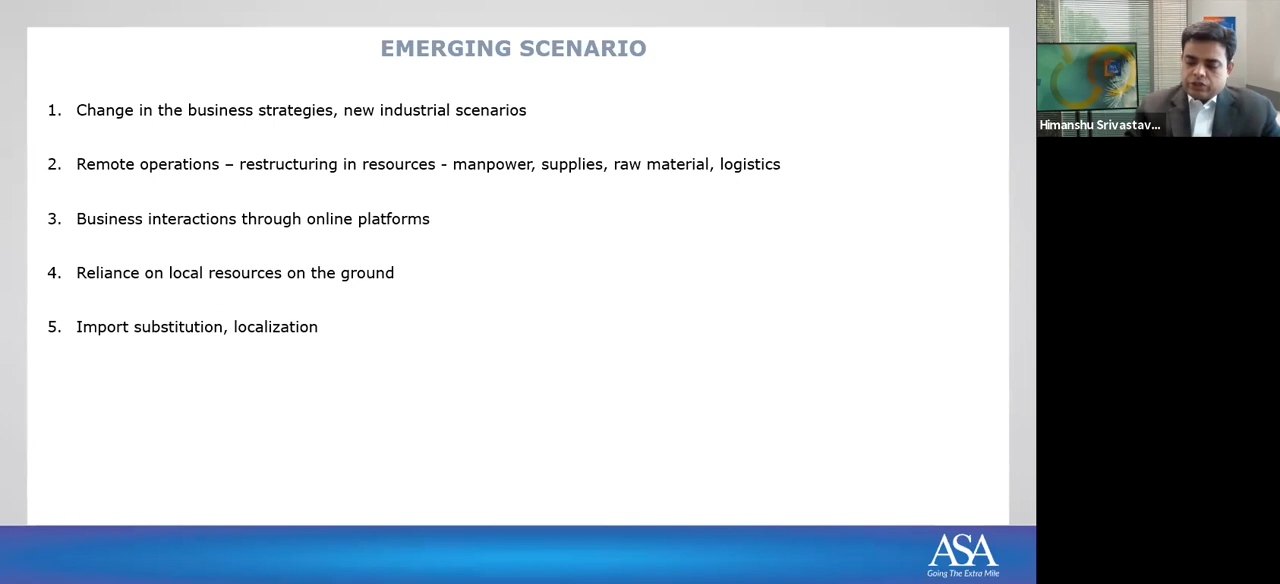 EMERGING SCENARIO
1. Change in the business strategies, new industrial scenarios
2. Remote operations – restructuring in resources - manpower, supplies, raw material, logistics
3. Business interactions through online platforms
4. Reliance on local resources on the ground
5. Import substitution, localization
Himanshu Srivastav...
ASA
Going The Extra Mile